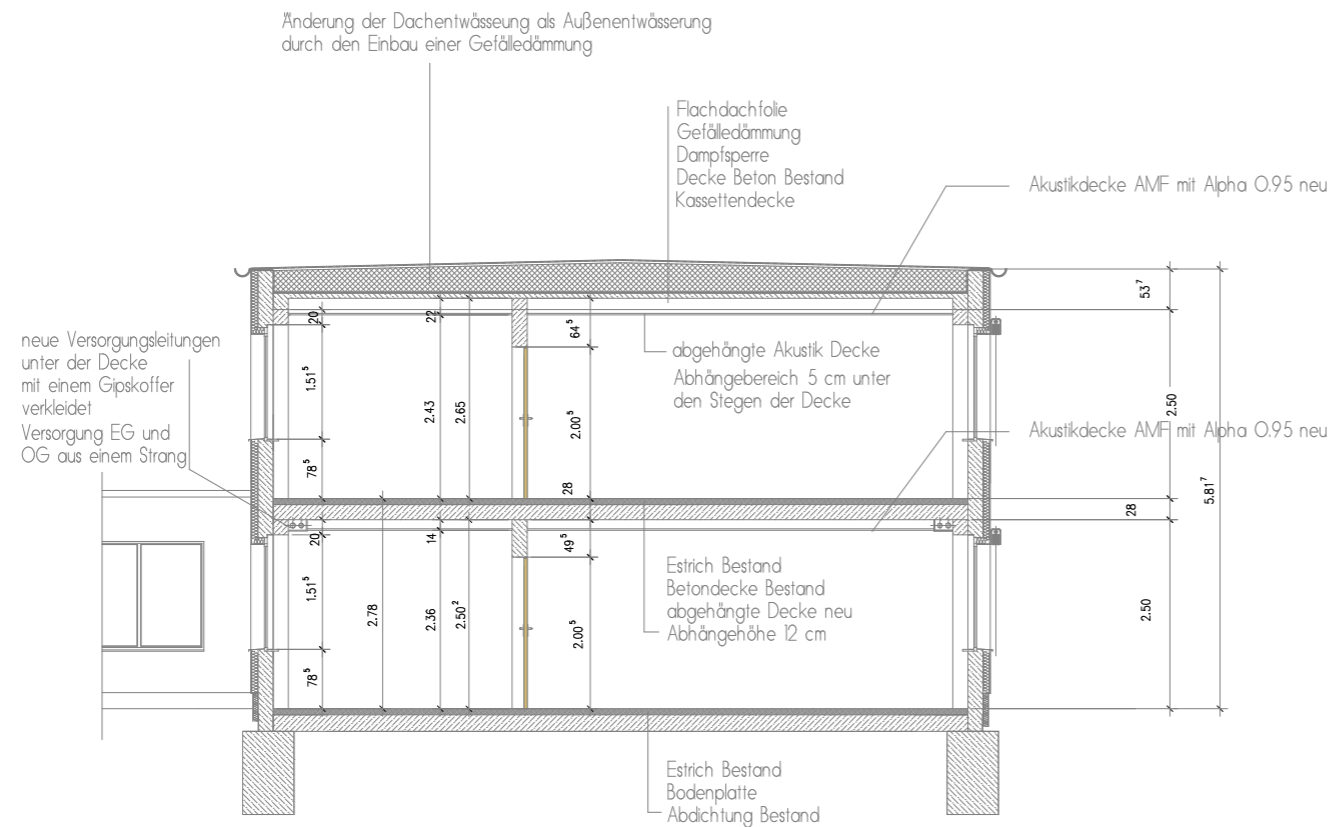 Änderung der Dachentwässeung als Außenentwässerung
durch den Einbau einer Gefälledämmung
Flachdachfolie
Gefälledämmung
Dampfsperre
Decke Beton Bestand
Kassettendecke
Akustikdecke AMF mit Alpha 0.95 neu
neue Versorgungsleitungen
unter der Decke
mit einem Gipskoffer
verkleidet
Versorgung EG und
OG aus einem Strang
abgehängte Akustik Decke
Abhängebereich 5 cm unter
den Stegen der Decke
Akustikdecke AMF mit Alpha 0.95 neu
20
22
64⁵
53⁷
1.51⁵
2.43
2.65
2.00⁵
2.50
78⁵
28
28
5.81⁷
20
14
49⁵
1.51⁵
2.78
2.36
2.50²
2.00⁵
2.50
78⁵
Estrich Bestand
Betondecke Bestand
abgehängte Decke neu
Abhängehöhe 12 cm
Estrich Bestand
Bodenplatte
Abdichtung Bestand